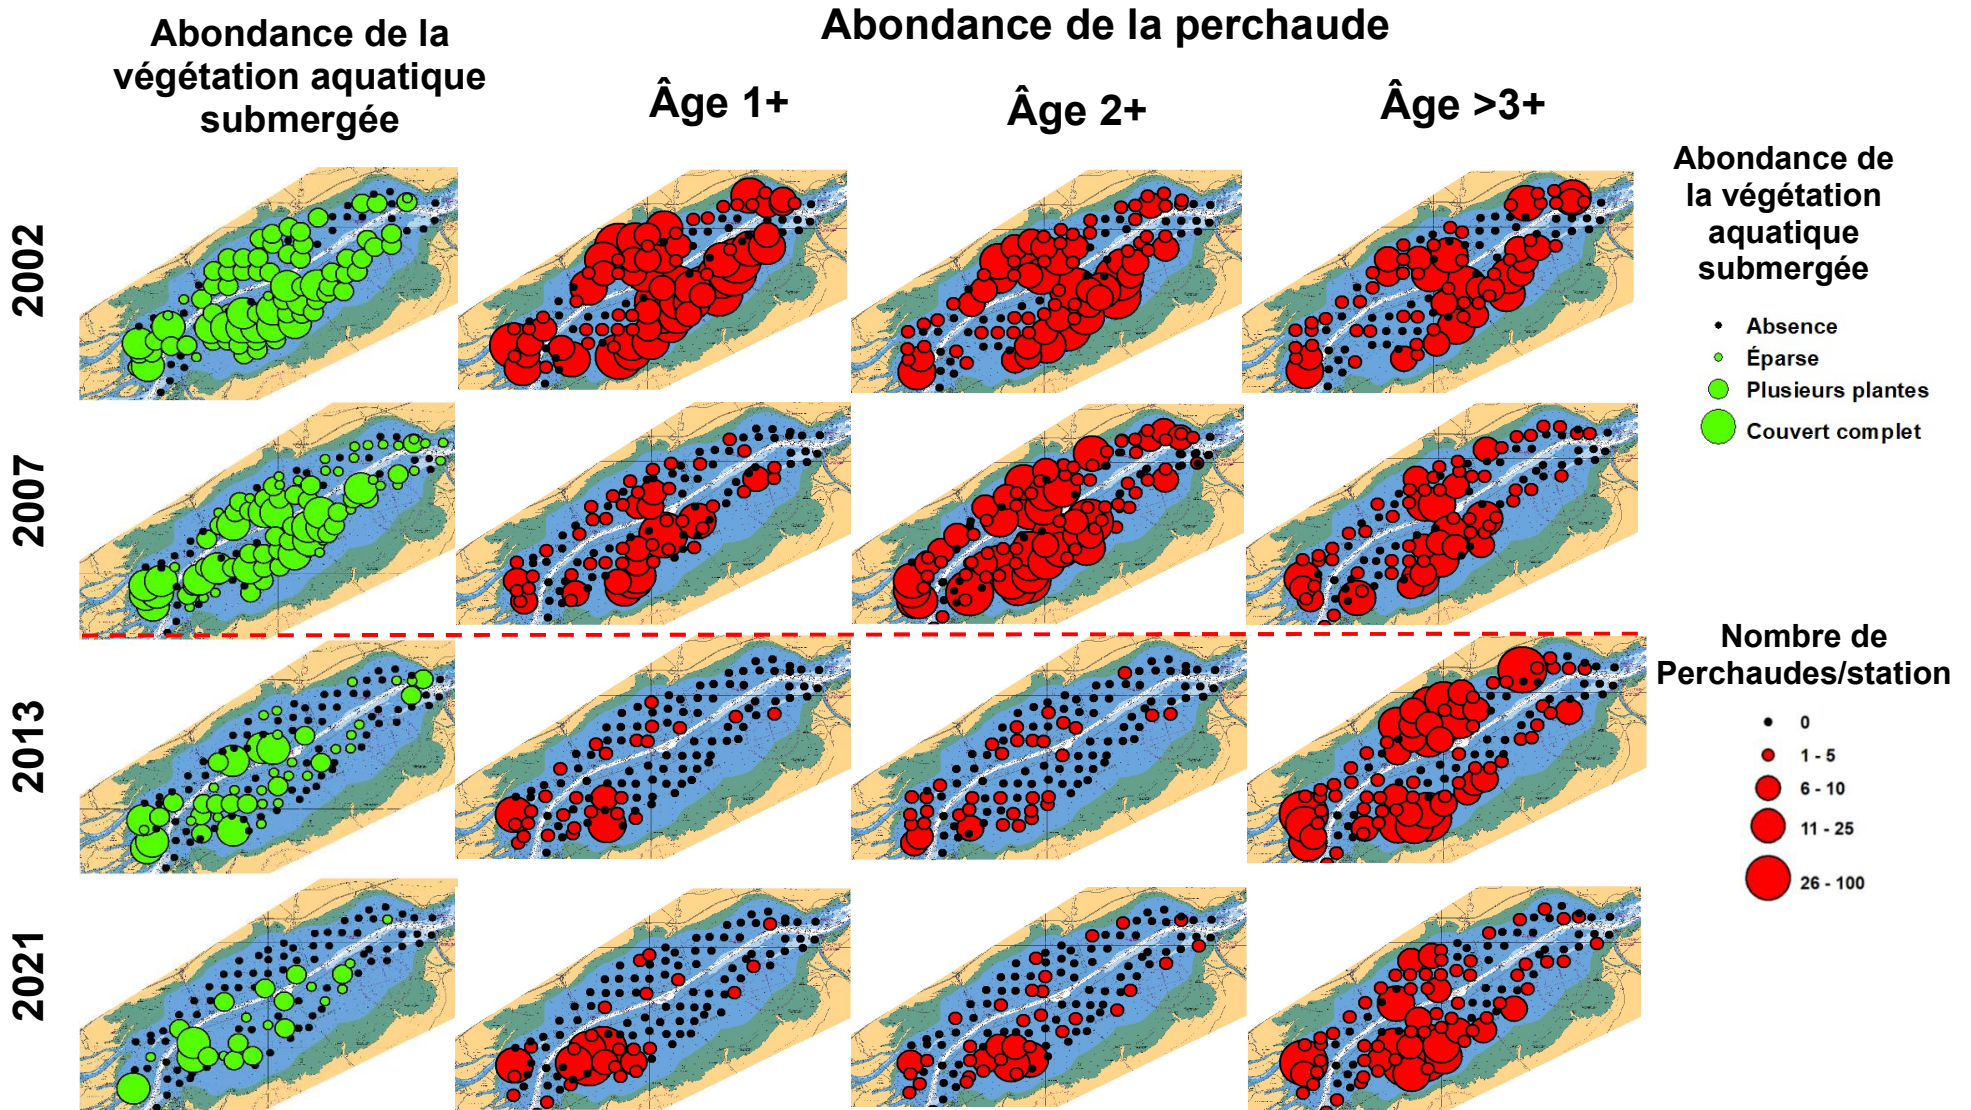 Abondance de la
végétation aquatique
submergée
Abondance de la perchaude
Âge 1+
Âge 2+
Âge >3+
2002
2007
2013
2021
Abondance de
la végétation
aquatique
submergée
Absence
Éparse
Plusieurs plantes
Couvert complet
Nombre de
Perchaudes/station
0
1 - 5
6 - 10
11 - 25
26 - 100